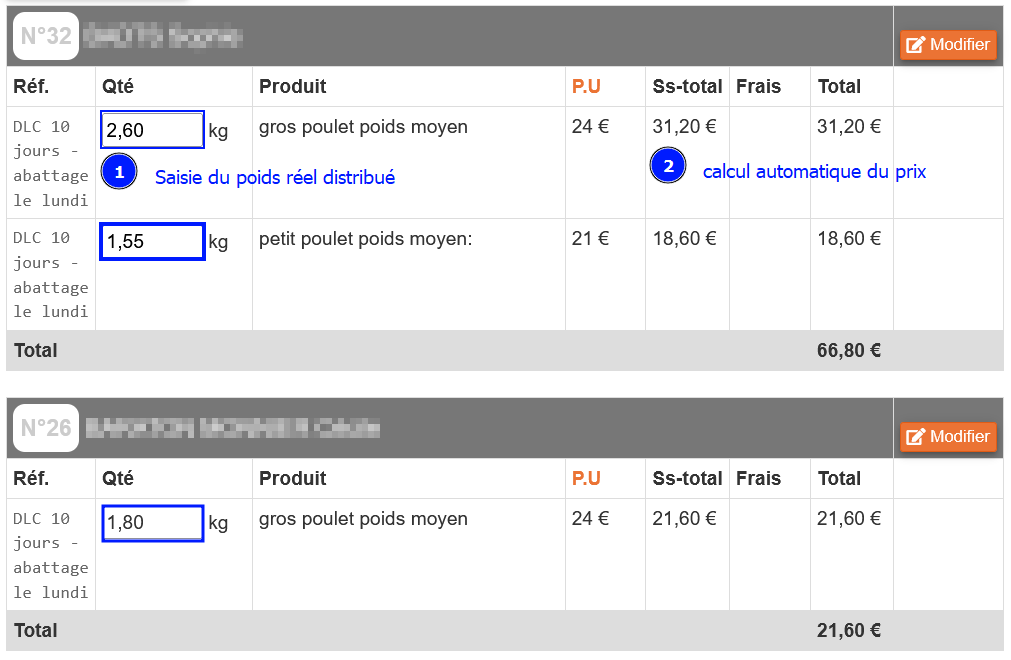 N°32
Modifier
Réf. Qté Produit P.U Ss-total Frais Total
DLC 10 jours - abattage le lundi 2,60 kg gros poulet poids moyen 24 € 31,20 € 31,20 €
1 Saisie du poids réel distribué 2 calcul automatique du prix
DLC 10 jours - abattage le lundi 1,55 kg petit poulet poids moyen: 21 € 18,60 € 18,60 €
Total 66,80 €
N°26
Modifier
Réf. Qté Produit P.U Ss-total Frais Total
DLC 10 jours - abattage le lundi 1,80 kg gros poulet poids moyen 24 € 21,60 € 21,60 €
Total 21,60 €